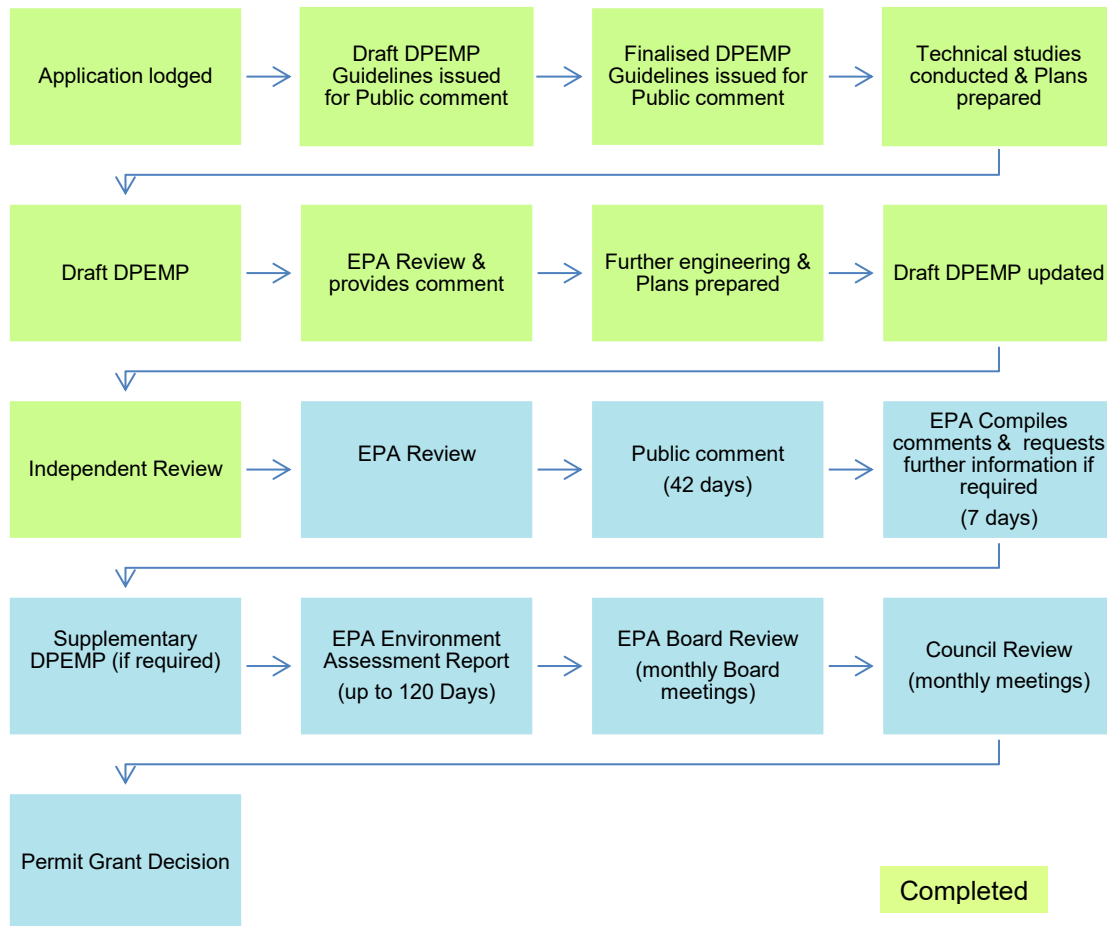 Application lodged
Draft DPEMP
Guidelines issued
for Public comment
Finalised DPEMP
Guidelines issued for
Public comment
Technical studies
conducted & Plans
prepared
Draft DPEMP
EPA Review &
provides comment
Further engineering &
Plans prepared
Draft DPEMP updated
Independent Review
EPA Review
Public comment
(42 days)
EPA Compiles
comments & requests
further information if
required
(7 days)
Supplementary
DPEMP (if required)
EPA Environment
Assessment Report
(up to 120 Days)
EPA Board Review
(monthly Board
meetings)
Council Review
(monthly meetings)
Permit Grant Decision
Completed